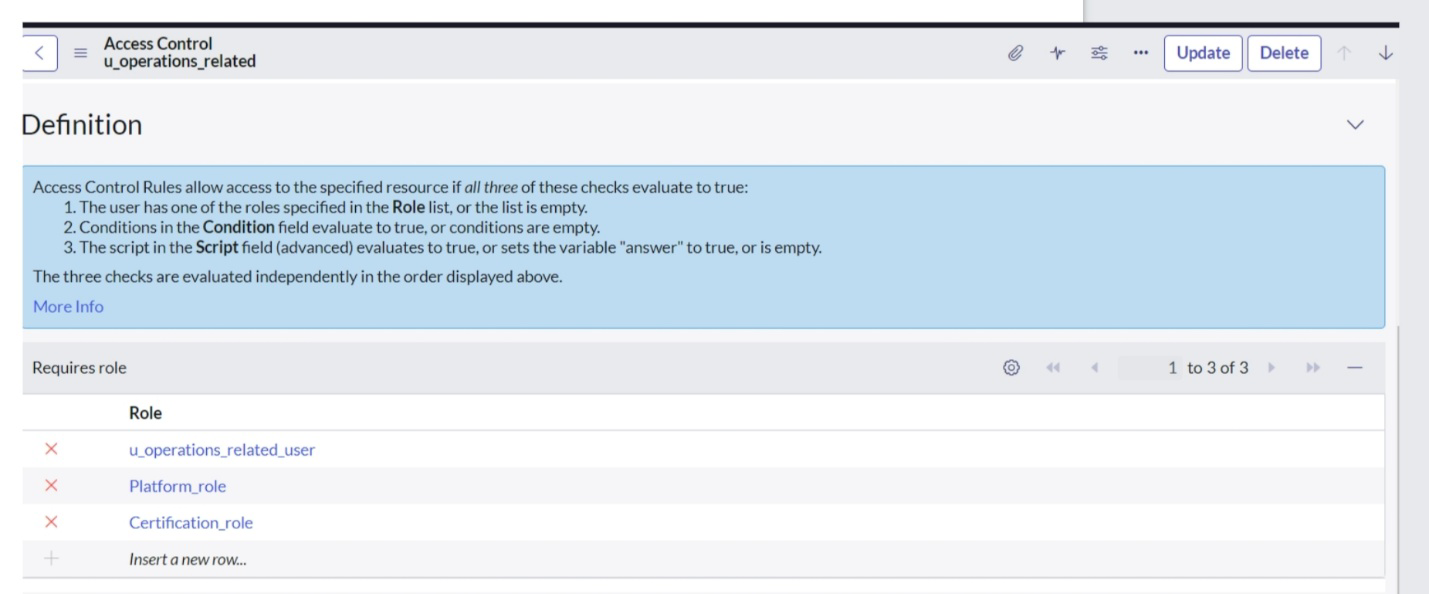 Access Control
u_operations_related
Update
Delete
Definition
Access Control Rules allow access to the specified resource if all three of these checks evaluate to true:
1. The user has one of the roles specified in the Role list, or the list is empty.
2. Conditions in the Condition field evaluate to true, or conditions are empty.
3. The script in the Script field (advanced) evaluates to true, or sets the variable "answer" to true, or is empty.
The three checks are evaluated independently in the order displayed above.
More Info
Requires role
1 to 3 of 3
Role
u_operations_related_user
Platform_role
Certification_role
Insert a new row...